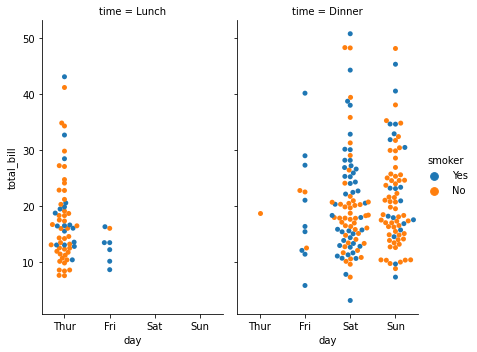 time = Lunch
time = Dinner
50
40
30
20
10
total_bill
Thur Fri Sat Sun
day
Thur Fri Sat Sun
day
smoker
Yes
No